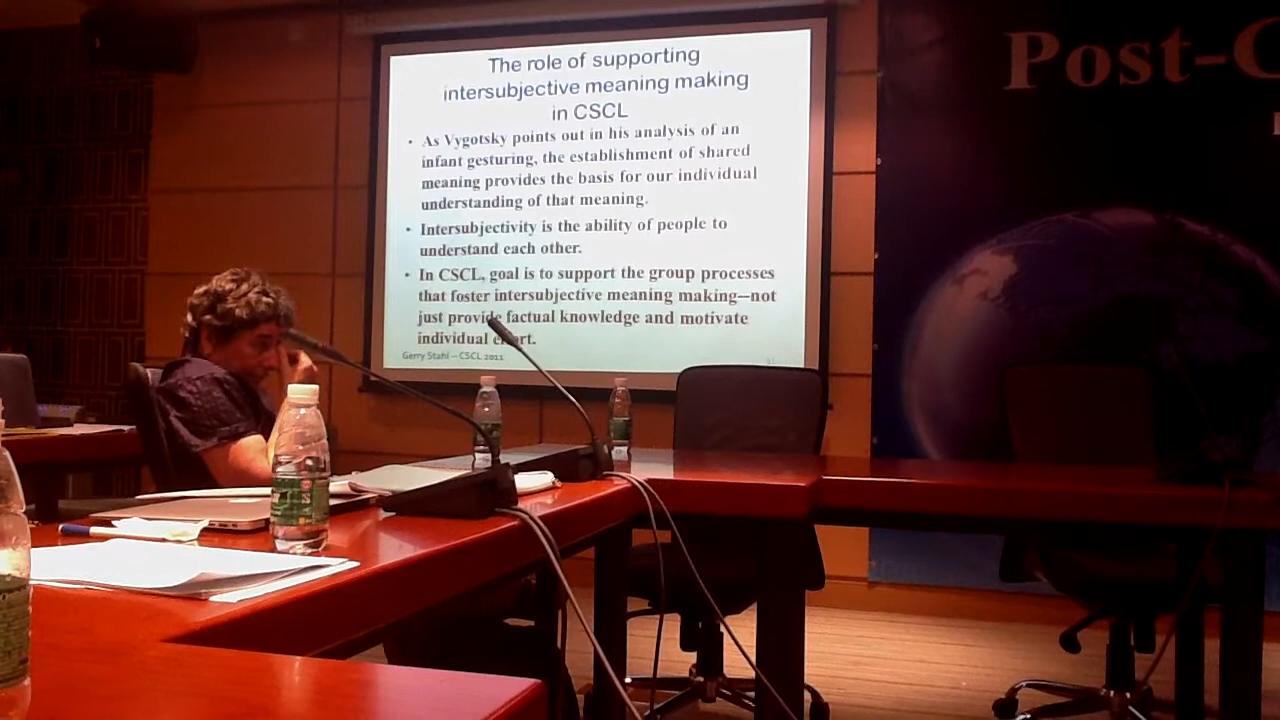 The role of supporting
intersubjective meaning making
in CSCL
• As Vygotsky points out in his analysis of an
infant gesturing, the establishment of shared
meaning provides the basis for our individual
understanding of that meaning.
• Intersubjectivity is the ability of people to
understand each other.
• In CSCL, goal is to support the group processes
that foster intersubjective meaning making—not
just provide factual knowledge and motivate
individual effort.
Gerry Stahl – CSCL 2011
Post-C